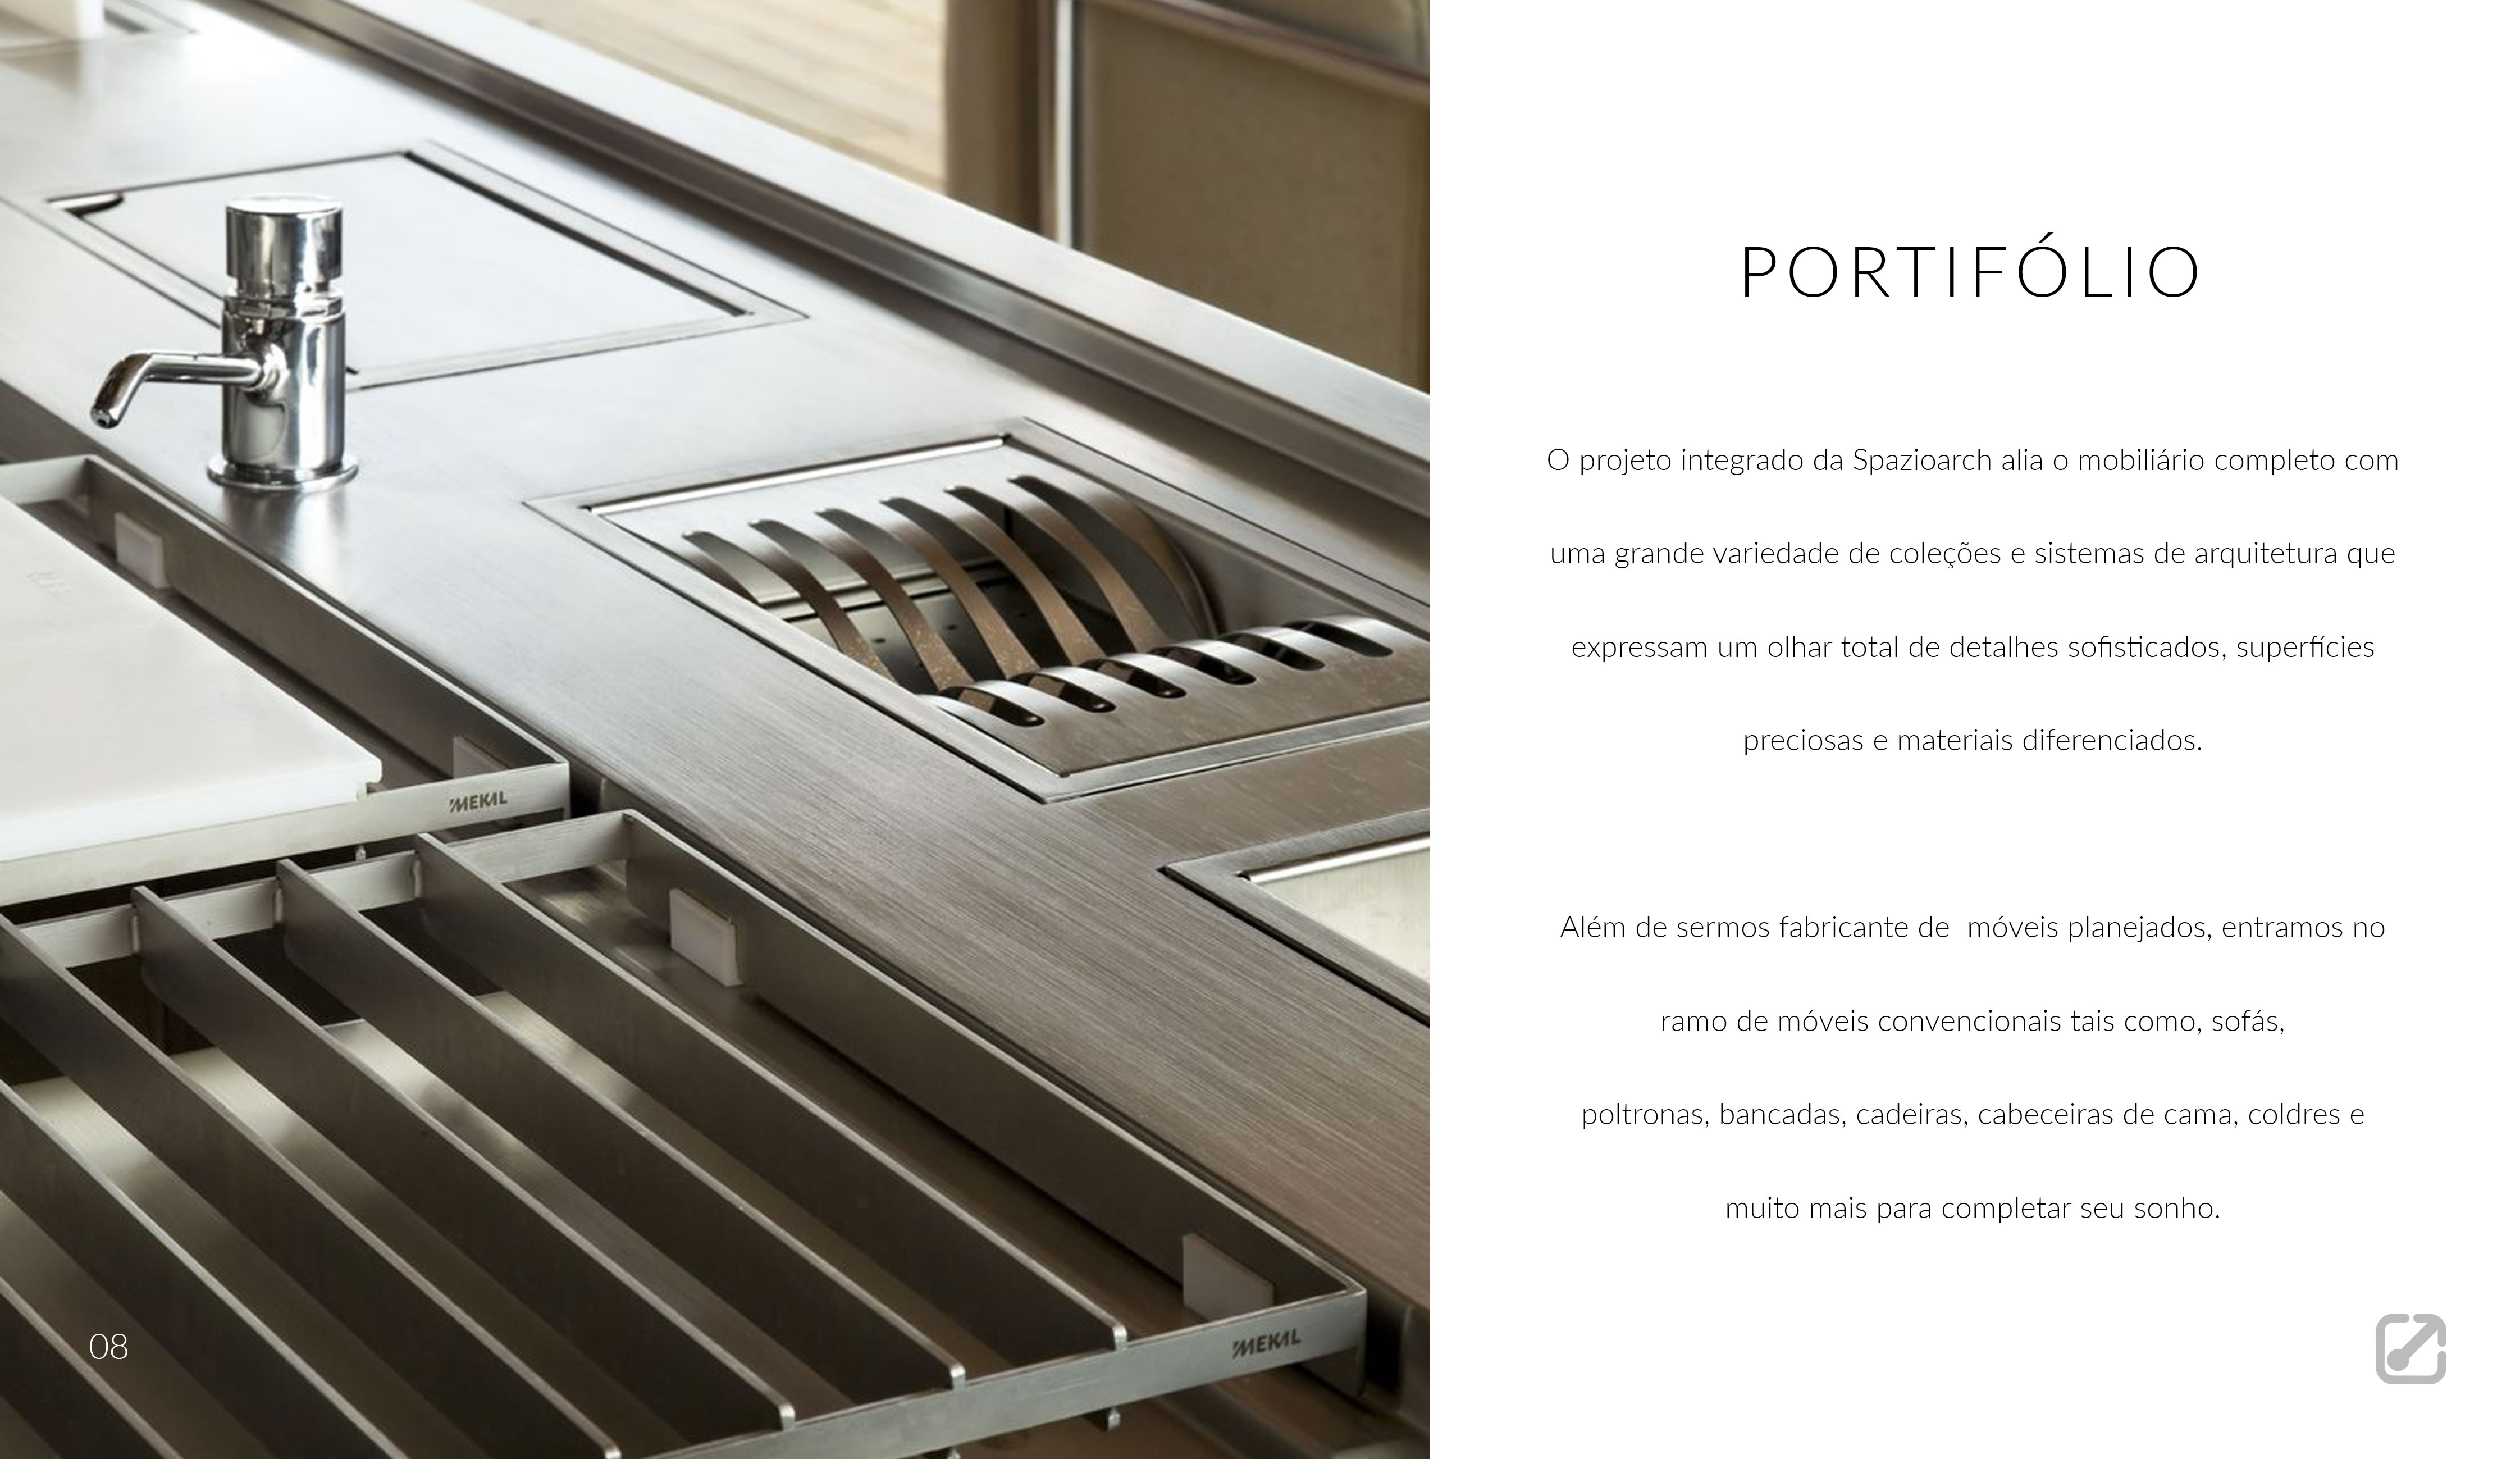 PORTIFÓLIO
O projeto integrado da Spazioarch alia o mobiliário completo com
uma grande variedade de coleções e sistemas de arquitetura que
expressam um olhar total de detalhes sofisticados, superfícies
preciosas e materiais diferenciados.
Além de sermos fabricante de  móveis planejados, entramos no
ramo de móveis convencionais tais como, sofás,
poltronas, bancadas, cadeiras, cabeceiras de cama, coldres e
muito mais para completar seu sonho.
MEKAL
MEKAL
08